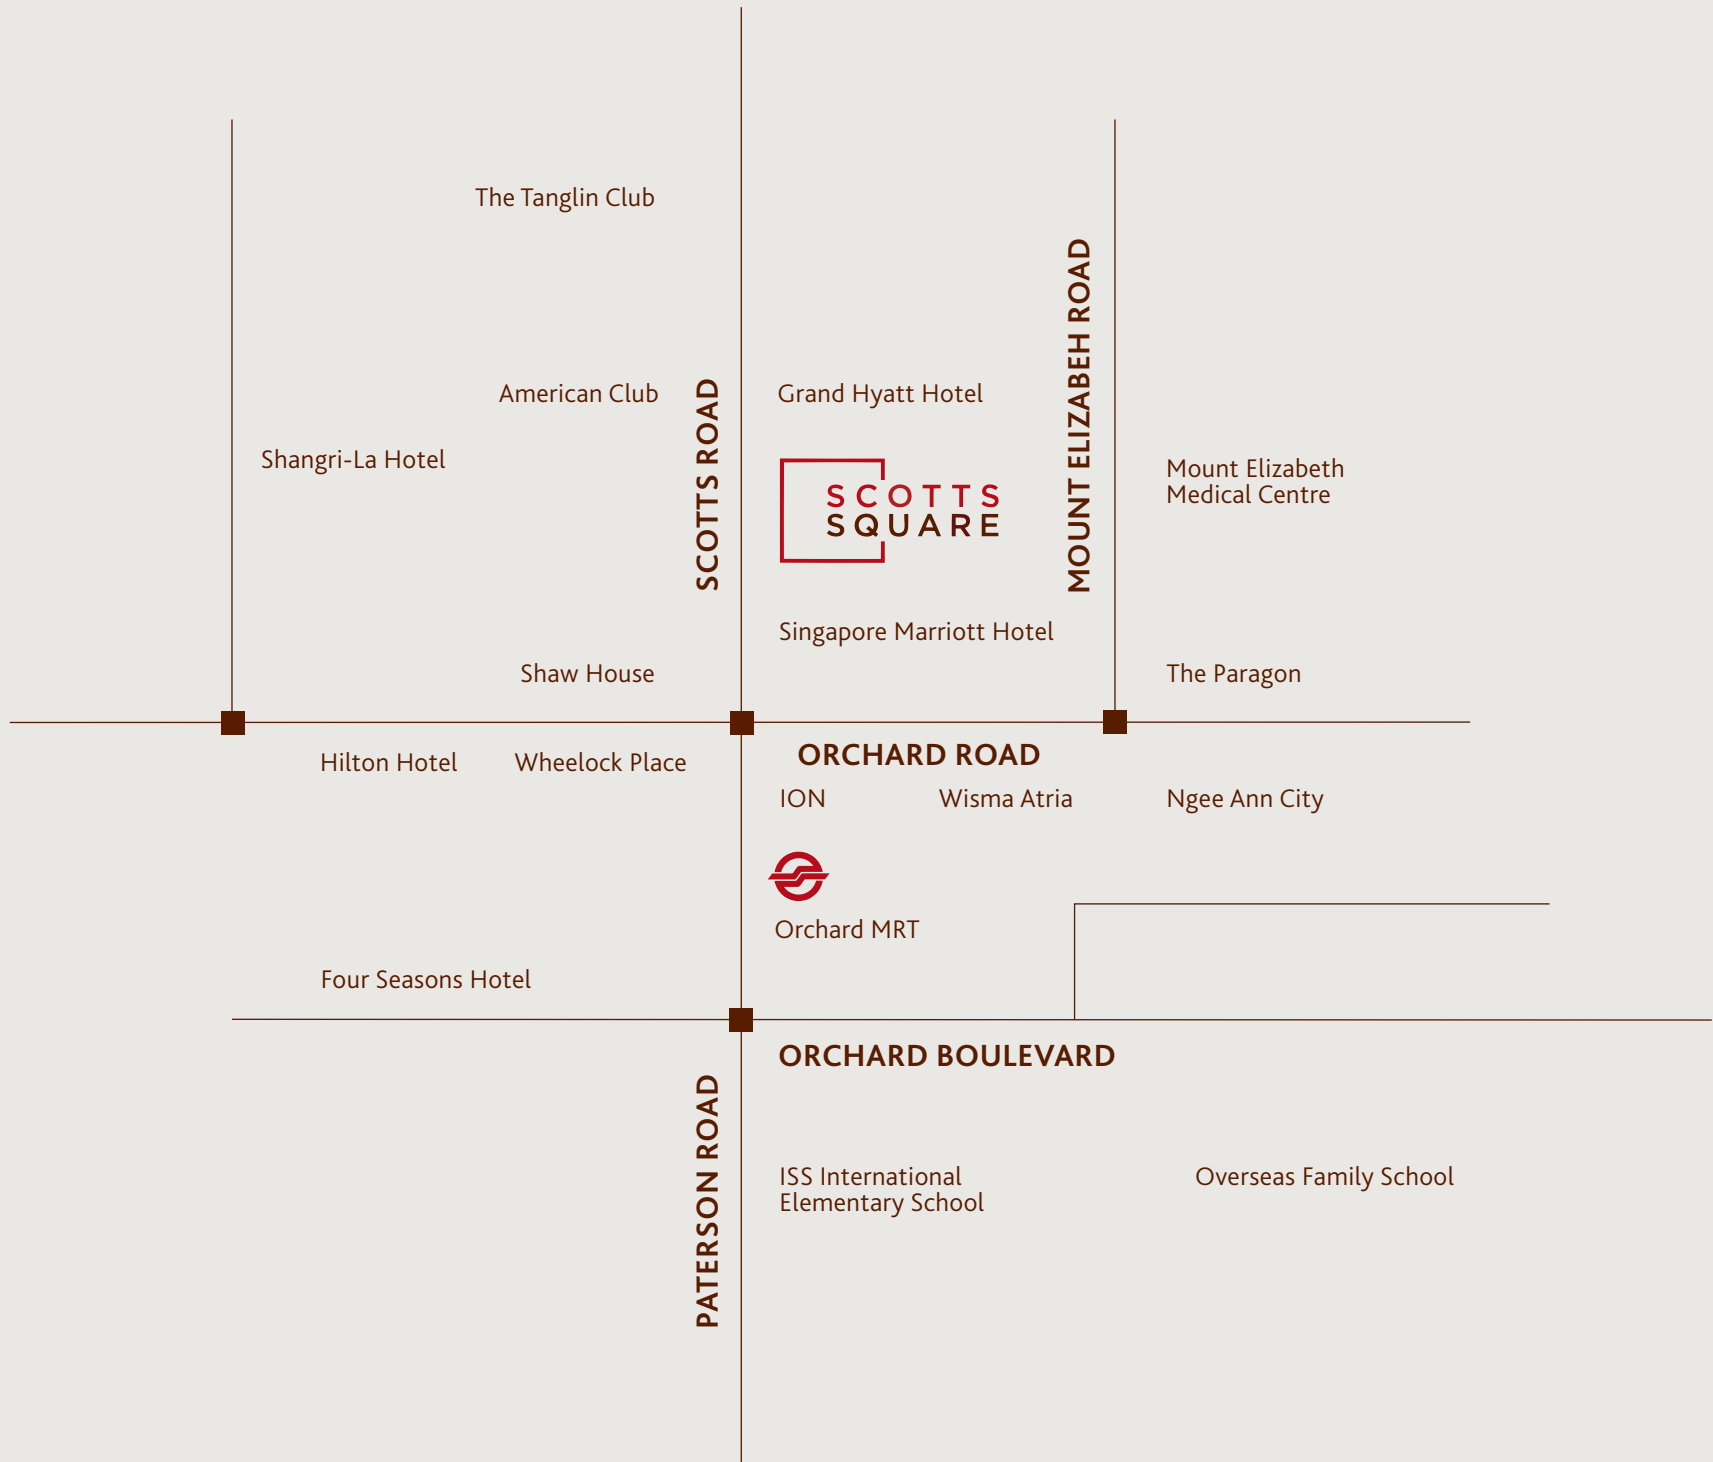 The Tanglin Club
MOUNT ELIZABEH ROAD
SCOTTS ROAD
American Club
Grand Hyatt Hotel
Shangri-La Hotel
SCOTTS
SQUARE
Mount Elizabeth
Medical Centre
Singapore Marriott Hotel
Shaw House
The Paragon
ORCHARD ROAD
Hilton Hotel
Wheelock Place
ION
Wisma Atria
Ngee Ann City
Orchard MRT
Four Seasons Hotel
ORCHARD BOULEVARD
PATERSON ROAD
ISS International
Elementary School
Overseas Family School